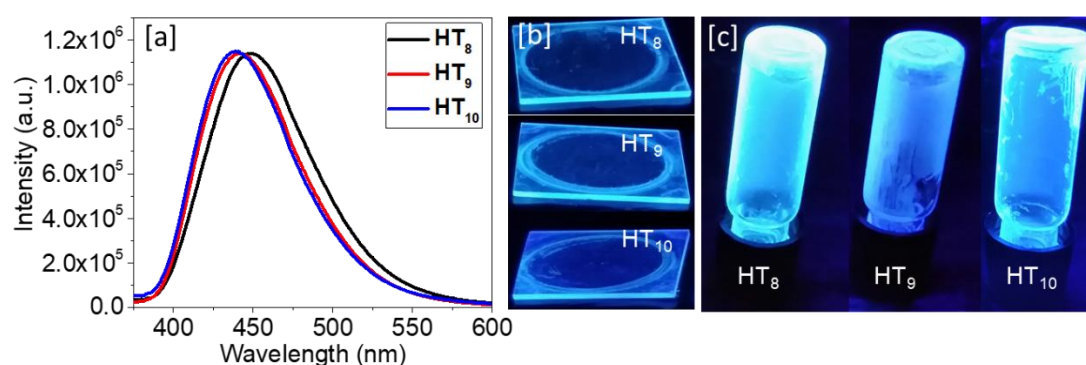 [a]
HT₈
HT₉
HT₁₀
Intensity (a.u.)
1.2x10⁶
1.0x10⁶
8.0x10⁵
6.0x10⁵
4.0x10⁵
2.0x10⁵
0.0
400 450 500 550 600
Wavelength (nm)
[b]
HT₈
HT₉
HT₁₀
[c]
HT₈ HT₉ HT₁₀